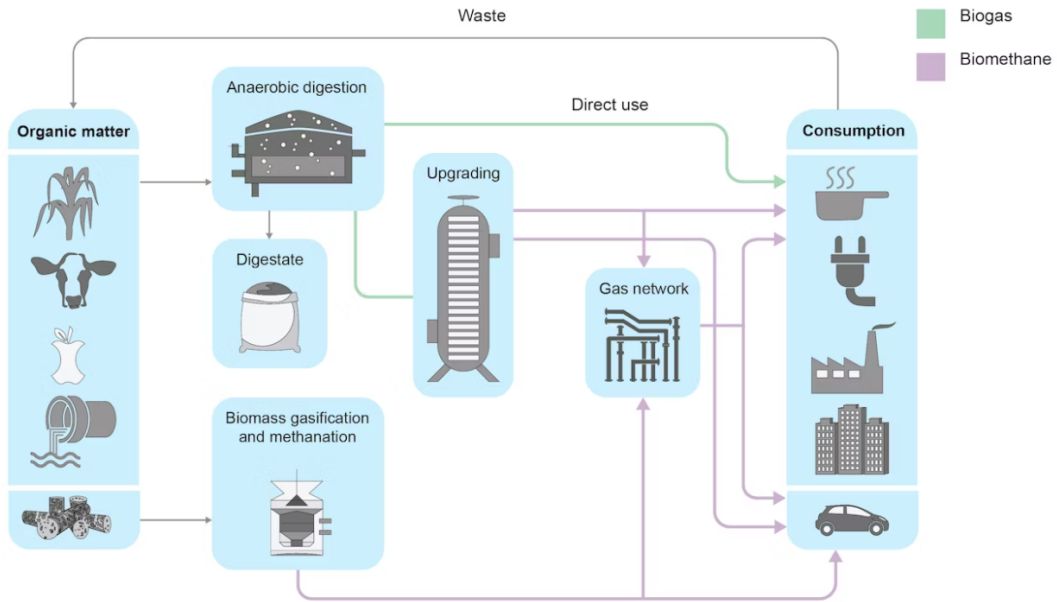 Waste
Biogas
Biomethane
Anaerobic digestion
Direct use
Organic matter
Consumption
Upgrading
Digestate
Gas network
Biomass gasification
and methanation